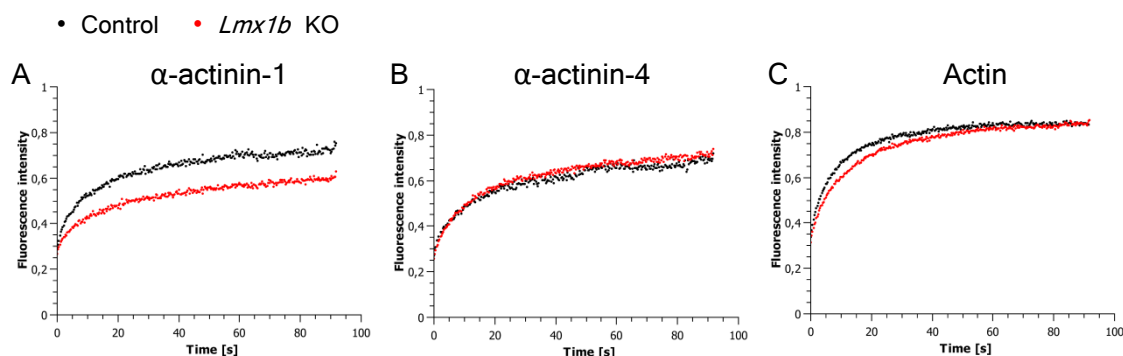 Control Lmx1b KO
A α-actinin-1
Fluorescence intensity
1
0,8
0,6
0,4
0,2
0
0 20 40 60 80 100
Time [s]
B α-actinin-4
Fluorescence intensity
1
0,8
0,6
0,4
0,2
0
0 20 40 60 80 100
Time [s]
C Actin
Fluorescence intensity
1
0,8
0,6
0,4
0,2
0
0 20 40 60 80 100
Time [s]